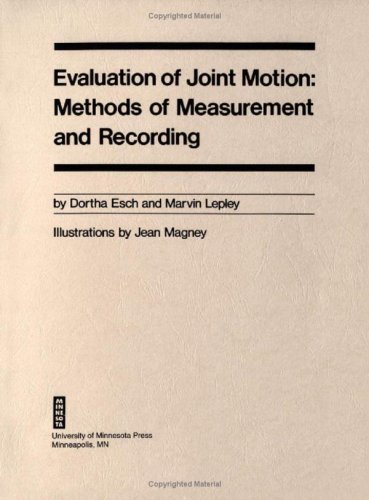 Copyrighted Material
Evaluation of Joint Motion:
Methods of Measurement
and Recording
by Dortha Esch and Marvin Lepley
Illustrations by Jean Magney
M
IN
NE
SO
TA
University of Minnesota Press
Minneapolis, MN
Copyrighted Material